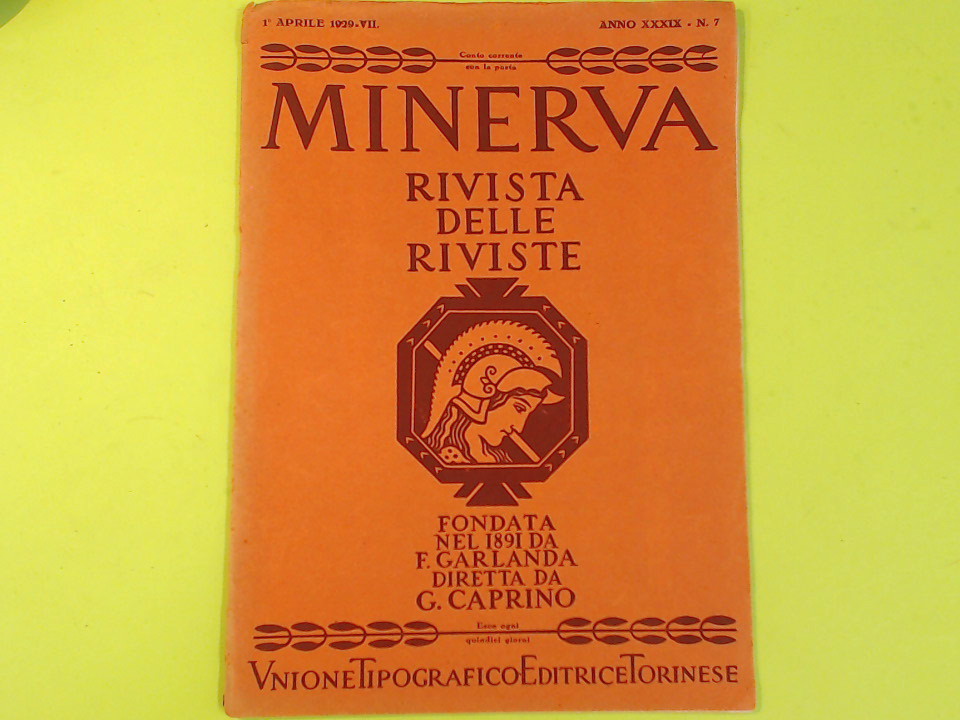 1° APRILE 1929-VII.
ANNO XXXIX - N. 7
Conto corrente
con la posta
MINERVA
RIVISTA
DELLE
RIVISTE
FONDATA
NEL 1891 DA
F. GARLANDA
DIRETTA DA
G. CAPRINO
Esce ogni
quindici giorni
VNIONE TIPOGRAFICO-EDITRICE TORINESE